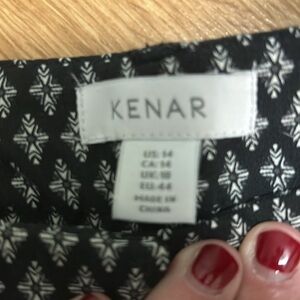 KENAR
US: 14
CA: 14
UK: 18
EU: 44
MADE IN
CHINA